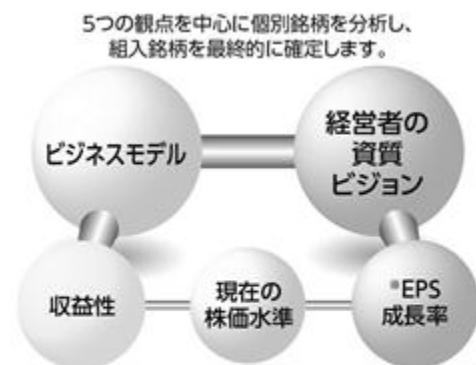 5つの観点を中心に個別銘柄を分析し、
組入銘柄を最終的に確定します。
ビジネスモデル
経営者の
資質
ビジョン
収益性
現在の
株価水準
※EPS
成長率